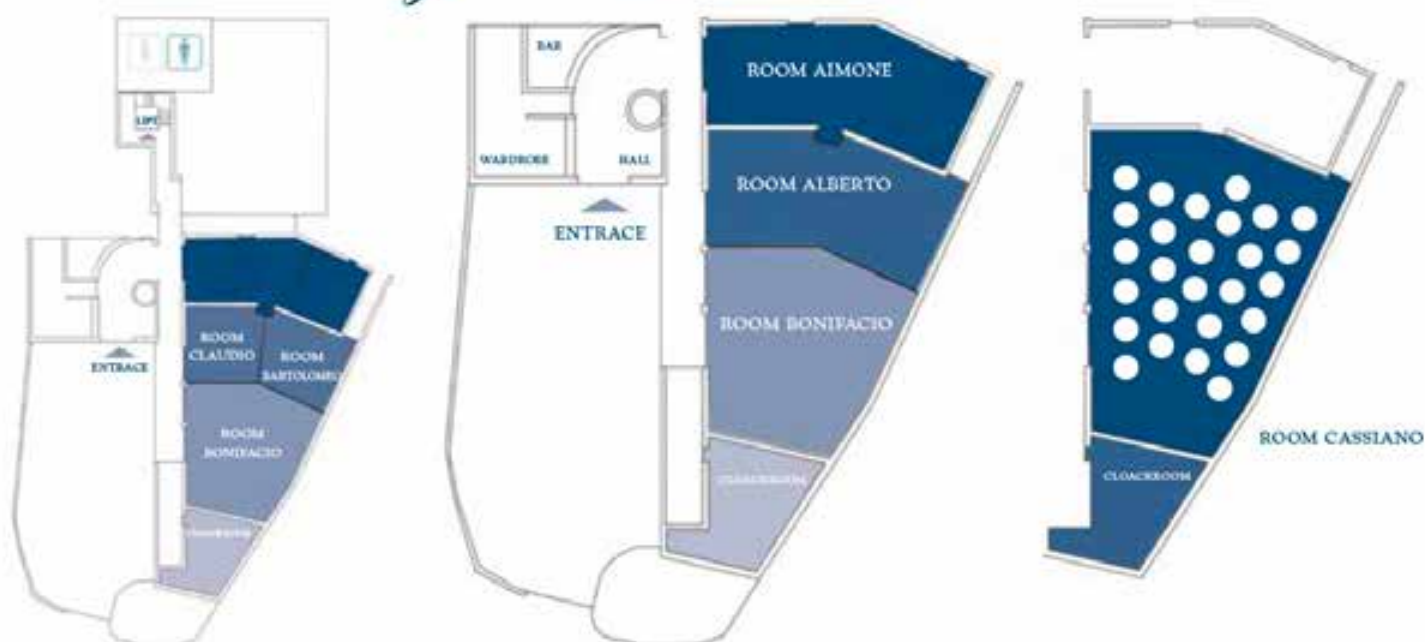 LIFT
ENTRACE
ROOM
CLAUDIO
ROOM
BARTOLOMEO
ROOM
BONIFACIO
CLOACKROOM
BAR
WARDROBE
HALL
ENTRACE
ROOM AIMONE
ROOM ALBERTO
ROOM BONIFACIO
CLOACKROOM
ROOM CASSIANO
CLOACKROOM